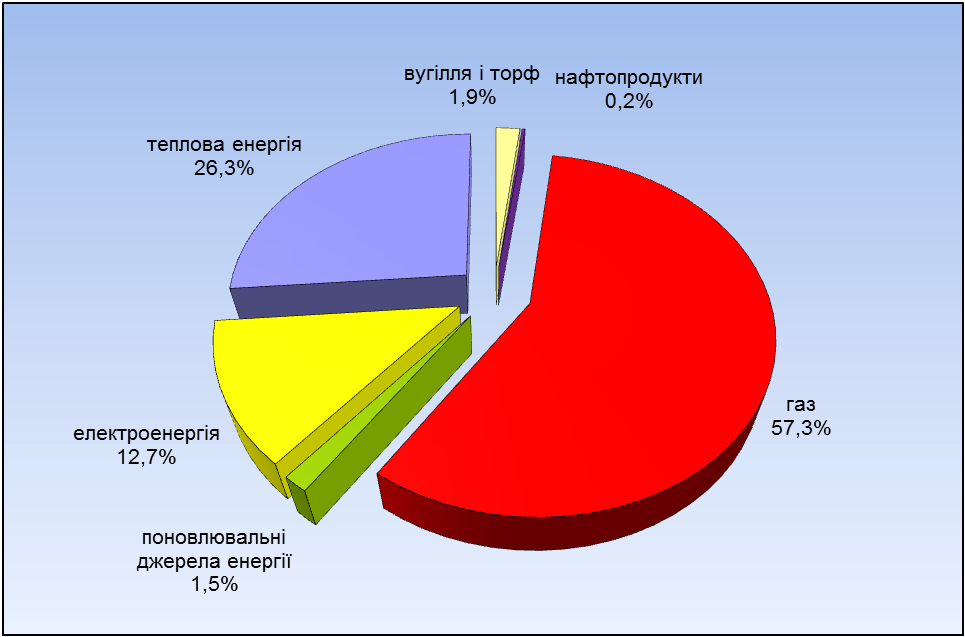 вугілля і торф
1,9%
нафтопродукти
0,2%
теплова енергія
26,3%
газ
57,3%
електроенергія
12,7%
поновлювальні
джерела енергії
1,5%